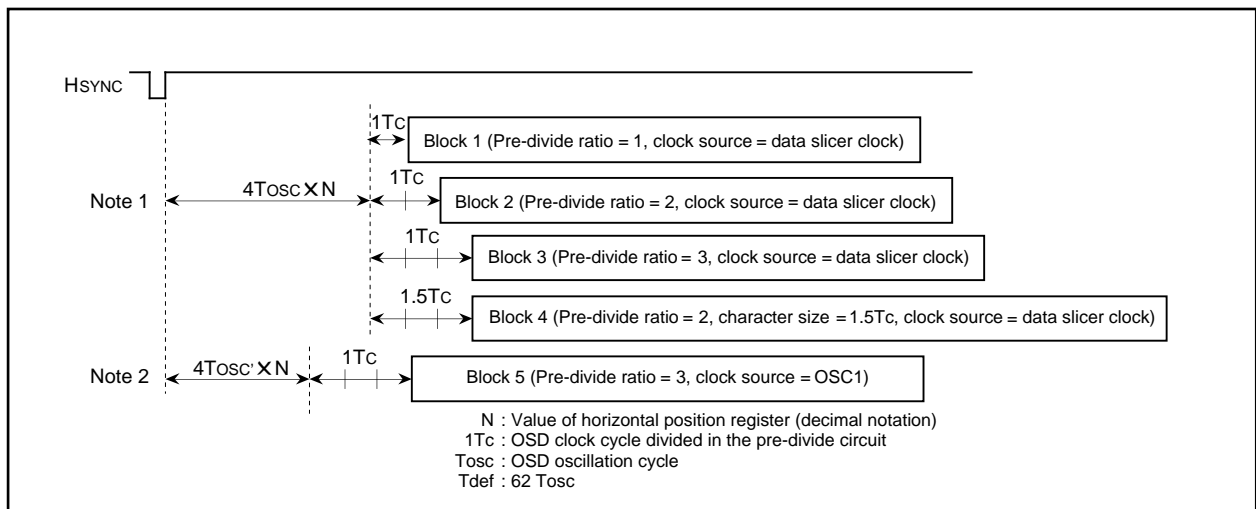 HSYNC
1TC
Block 1 (Pre-divide ratio = 1, clock source = data slicer clock)
Note 1
4TOSC × N
1TC
Block 2 (Pre-divide ratio = 2, clock source = data slicer clock)
1TC
Block 3 (Pre-divide ratio = 3, clock source = data slicer clock)
1.5TC
Block 4 (Pre-divide ratio = 2, character size = 1.5Tc, clock source = data slicer clock)
Note 2
4TOSC' × N
1TC
Block 5 (Pre-divide ratio = 3, clock source = OSC1)
N : Value of horizontal position register (decimal notation)
1Tc : OSD clock cycle divided in the pre-divide circuit
Tosc : OSD oscillation cycle
Tdef : 62 Tosc